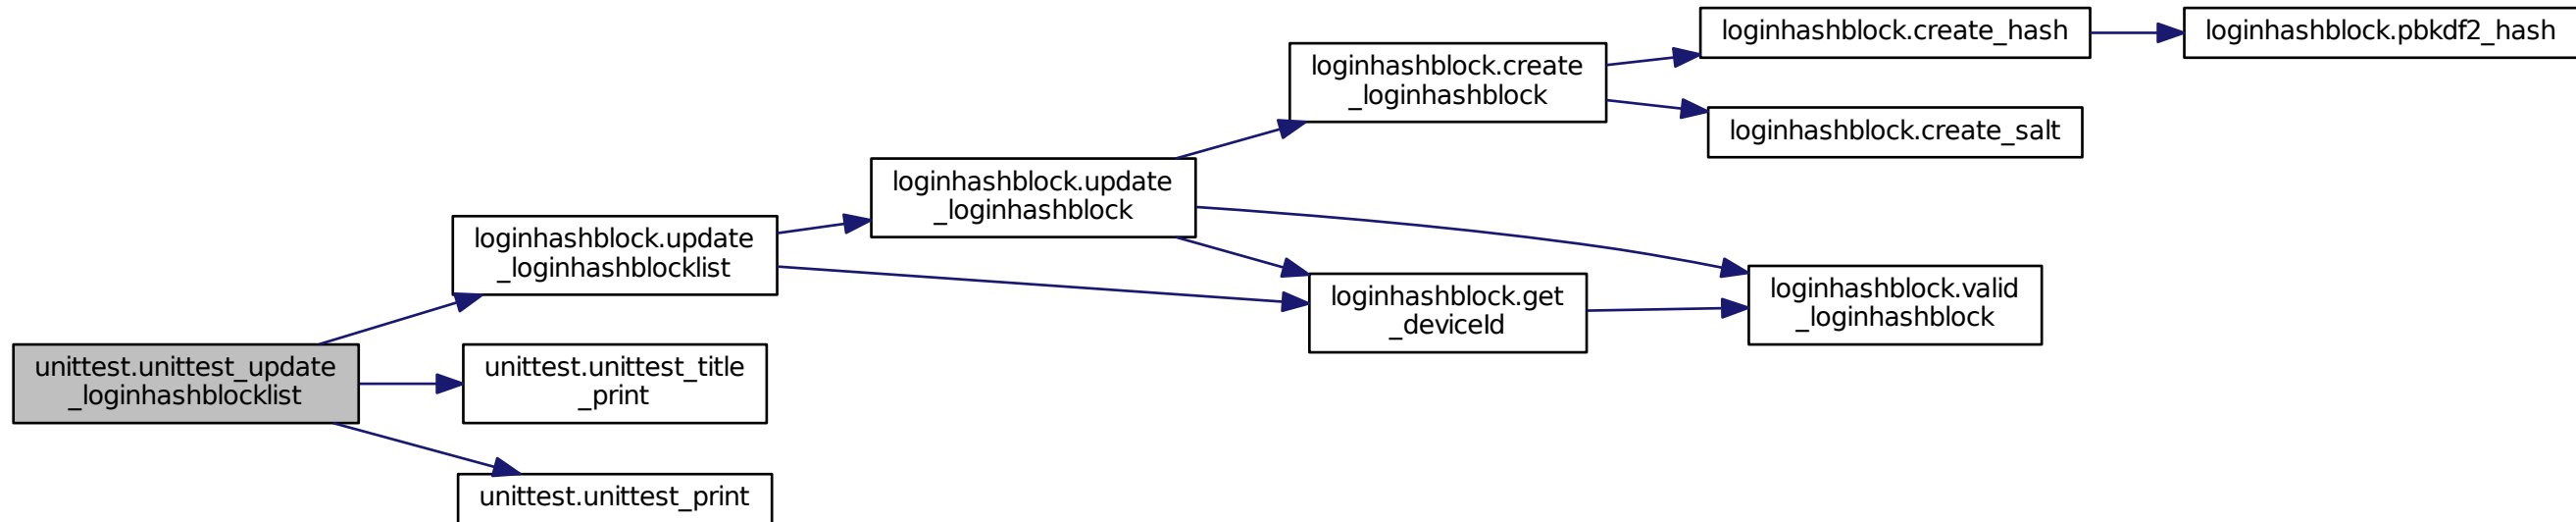 unittest.unittest_update
_loginhashblocklist
loginhashblock.update
_loginhashblocklist
unittest.unittest_title
_print
unittest.unittest_print
loginhashblock.update
_loginhashblock
loginhashblock.create
_loginhashblock
loginhashblock.get
_deviceId
loginhashblock.create_hash
loginhashblock.create_salt
loginhashblock.valid
_loginhashblock
loginhashblock.pbkdf2_hash